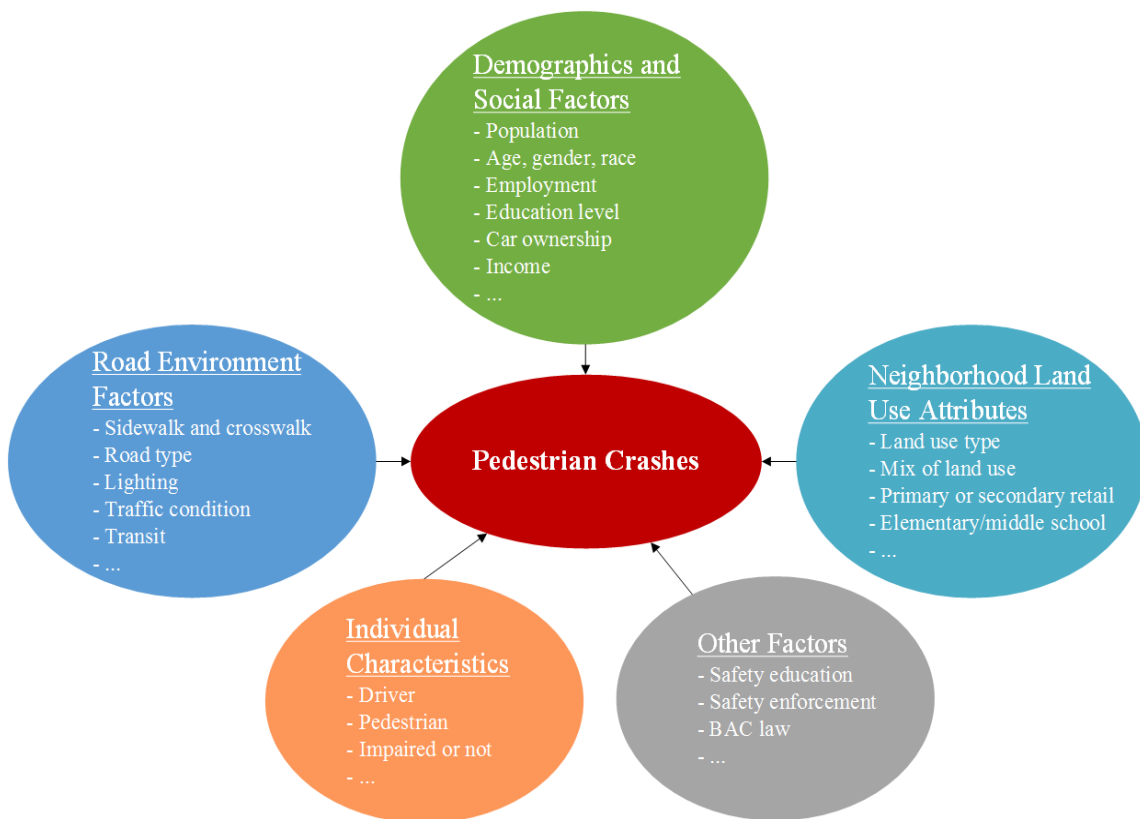 Demographics and
Social Factors
- Population
- Age, gender, race
- Employment
- Education level
- Car ownership
- Income
- ...
Road Environment
Factors
- Sidewalk and crosswalk
- Road type
- Lighting
- Traffic condition
- Transit
- ...
Pedestrian Crashes
Neighborhood Land
Use Attributes
- Land use type
- Mix of land use
- Primary or secondary retail
- Elementary/middle school
- ...
Individual
Characteristics
- Driver
- Pedestrian
- Impaired or not
- ...
Other Factors
- Safety education
- Safety enforcement
- BAC law
- ...